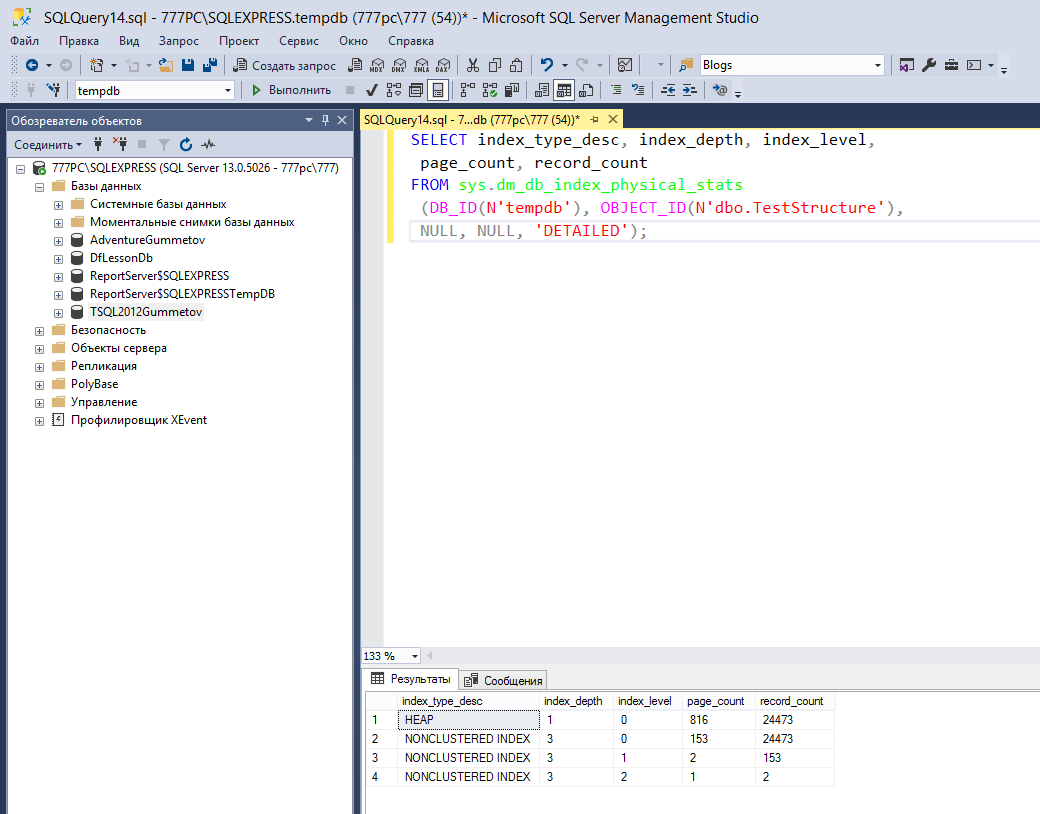 SQLQuery14.sql - 777PC\SQLEXPRESS.tempdb (777pc\777 (54))* - Microsoft SQL Server Management Studio
Файл Правка Вид Запрос Проект Сервис Окно Справка
Создать запрос MDX DMX XMLA DAX Blogs
tempdb Выполнить
Обозреватель объектов
Соединить
777PC\SQLEXPRESS (SQL Server 13.0.5026 - 777pc\777)
Базы данных
Системные базы данных
Моментальные снимки базы данных
AdventureGummetov
DfLessonDb
ReportServer$SQLEXPRESS
ReportServer$SQLEXPRESSTempDB
TSQL2012Gummetov
Безопасность
Объекты сервера
Репликация
PolyBase
Управление
Профилировщик XEvent
SQLQuery14.sql - 7...db (777pc\777 (54))*
SELECT index_type_desc, index_depth, index_level,
page_count, record_count
FROM sys.dm_db_index_physical_stats
(DB_ID(N'tempdb'), OBJECT_ID(N'dbo.TestStructure'),
NULL, NULL, 'DETAILED');
133 %
Результаты Сообщения
index_type_desc index_depth index_level page_count record_count
1 HEAP 1 0 816 24473
2 NONCLUSTERED INDEX 3 0 153 24473
3 NONCLUSTERED INDEX 3 1 2 153
4 NONCLUSTERED INDEX 3 2 1 2